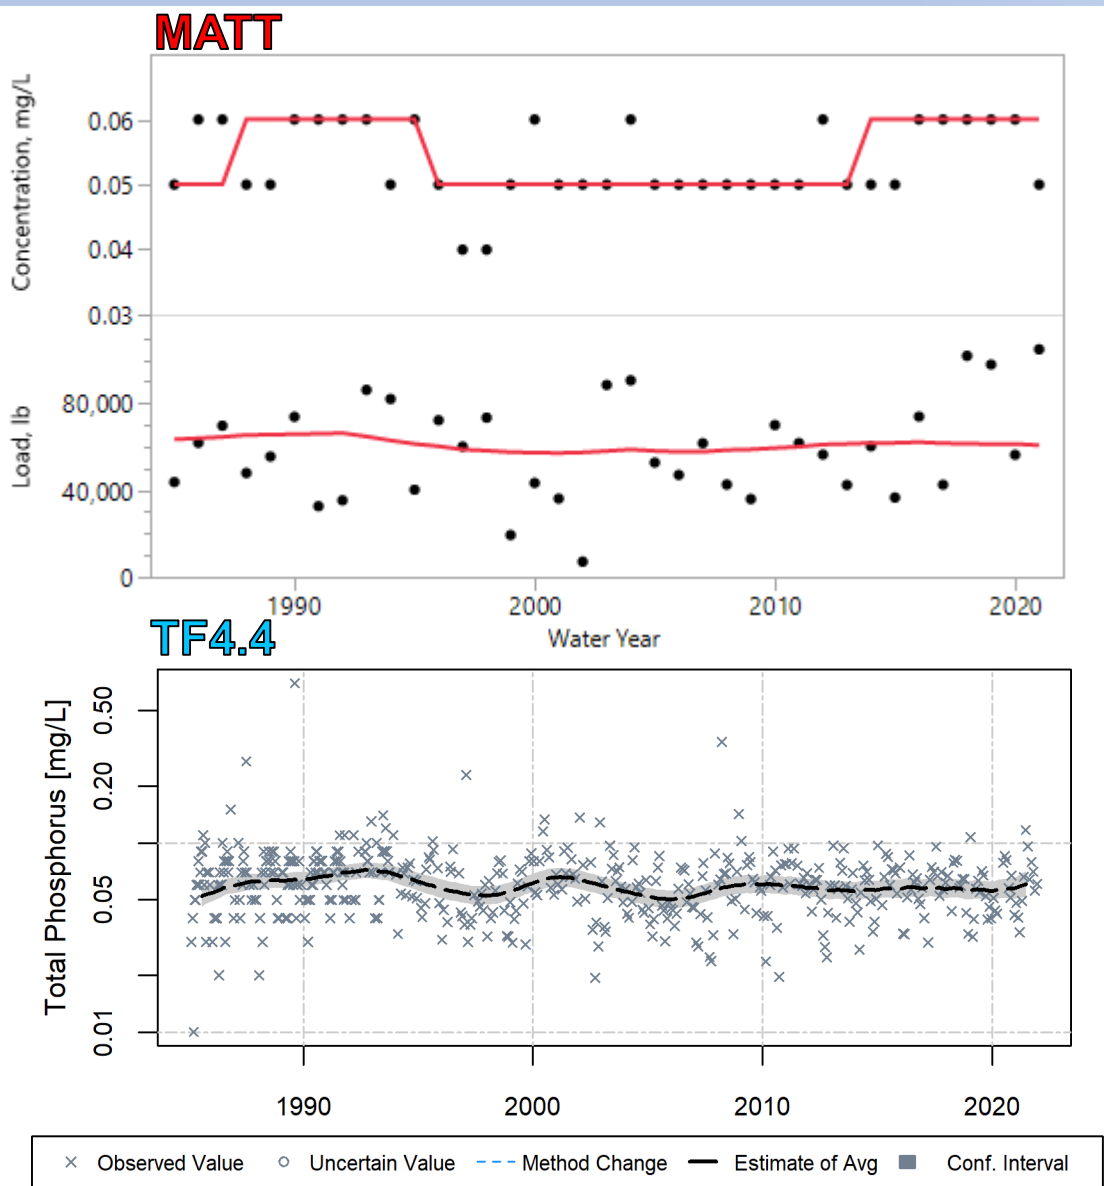 MATT
Concentration, mg/L
0.06
0.05
0.04
0.03
Load, lb
80,000
40,000
0
1990 2000 2010 2020
Water Year
TF4.4
Total Phosphorus [mg/L]
0.50
0.20
0.05
0.01
1990 2000 2010 2020
Observed Value Uncertain Value Method Change Estimate of Avg Conf. Interval